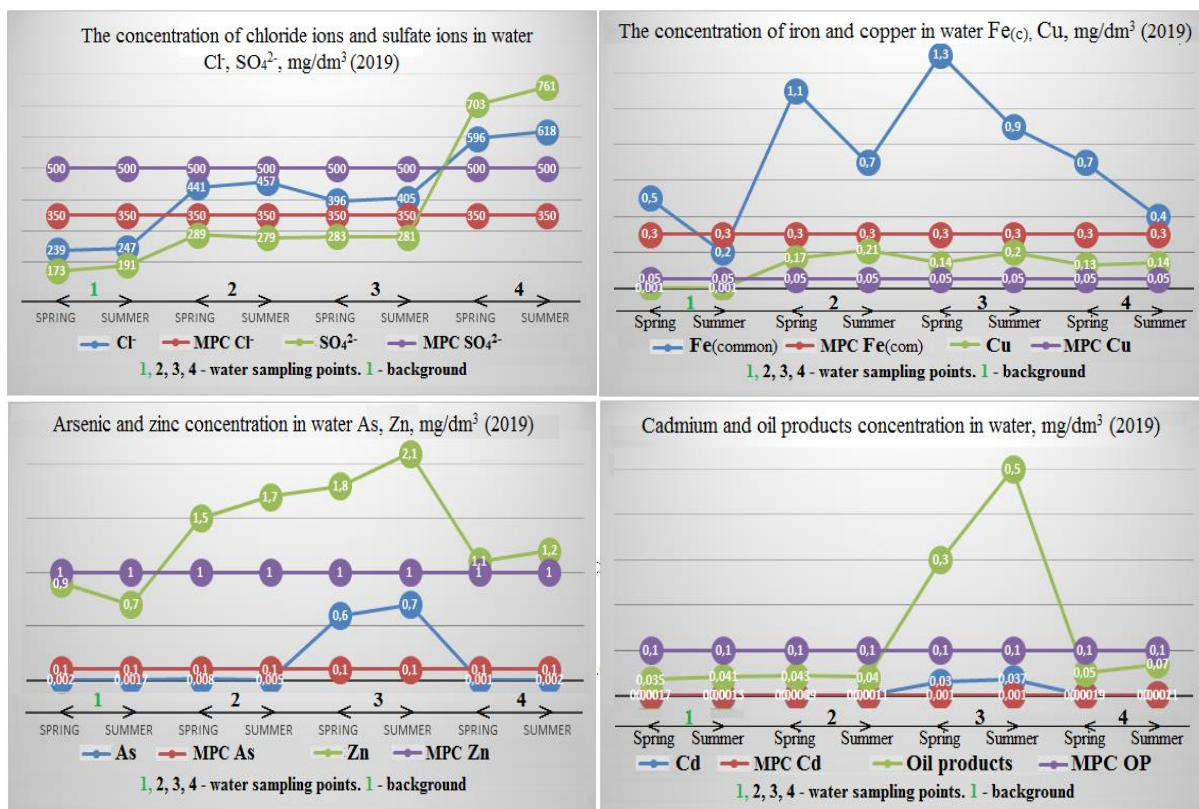 The concentration of chloride ions and sulfate ions in water
Cl⁻, SO₄²⁻, mg/dm³ (2019)
761
703
596
618
500 500 500 500 500 500 500 500
441 457 396 405
350 350 350 350 350 350 350 350
289 279 283 281
239 247
173 191
1 2 3 4
SPRING SUMMER SPRING SUMMER SPRING SUMMER SPRING SUMMER
Cl⁻ MPC Cl⁻ SO₄²⁻ MPC SO₄²⁻
1, 2, 3, 4 - water sampling points. 1 - background
The concentration of iron and copper in water Fe(c), Cu, mg/dm³ (2019)
1,3
1,1
0,9
0,7 0,7
0,5
0,4
0,3 0,3 0,3 0,3 0,3 0,3 0,3 0,3
0,2
0,17 0,21 0,14 0,2 0,13 0,14
0,05 0,05 0,05 0,05 0,05 0,05 0,05 0,05
0,001 0,001
1 2 3 4
Spring Summer Spring Summer Spring Summer Spring Summer
Fe(common) MPC Fe(com) Cu MPC Cu
1, 2, 3, 4 - water sampling points. 1 - background
Arsenic and zinc concentration in water As, Zn, mg/dm³ (2019)
2,1
1,8
1,7
1,5
1,1 1,2
1 1 1 1 1 1 1 1
0,9
0,7
0,6 0,7
0,1 0,1 0,1 0,1 0,1 0,1 0,1 0,1
0,002 0,0017 0,008 0,005 0,001 0,002
1 2 3 4
SPRING SUMMER SPRING SUMMER SPRING SUMMER SPRING SUMMER
As MPC As Zn MPC Zn
1, 2, 3, 4 - water sampling points. 1 - background
Cadmium and oil products concentration in water, mg/dm³ (2019)
0,5
0,3
0,1 0,1 0,1 0,1 0,1 0,1 0,1 0,1
0,035 0,041 0,043 0,04 0,05 0,07
0,03 0,037
0,001 0,001
1 2 3 4
Spring Summer Spring Summer Spring Summer Spring Summer
Cd MPC Cd Oil products MPC OP
1, 2, 3, 4 - water sampling points. 1 - background